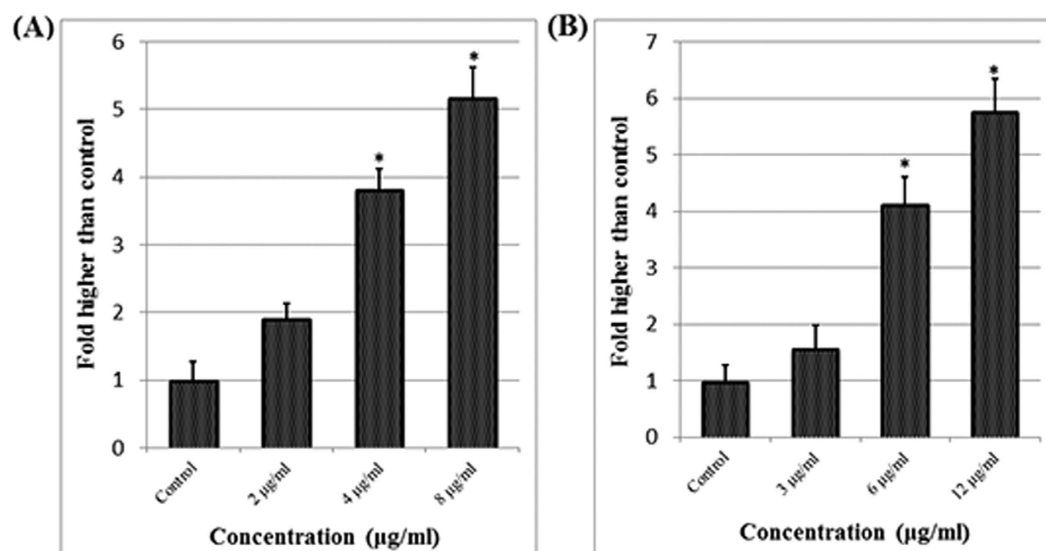 (A)
Fold higher than control
6
5
4
3
2
1
0
*
*
Control
2 µg/ml
4 µg/ml
8 µg/ml
Concentration (µg/ml)
(B)
Fold higher than control
7
6
5
4
3
2
1
0
*
*
Control
3 µg/ml
6 µg/ml
12 µg/ml
Concentration (µg/ml)